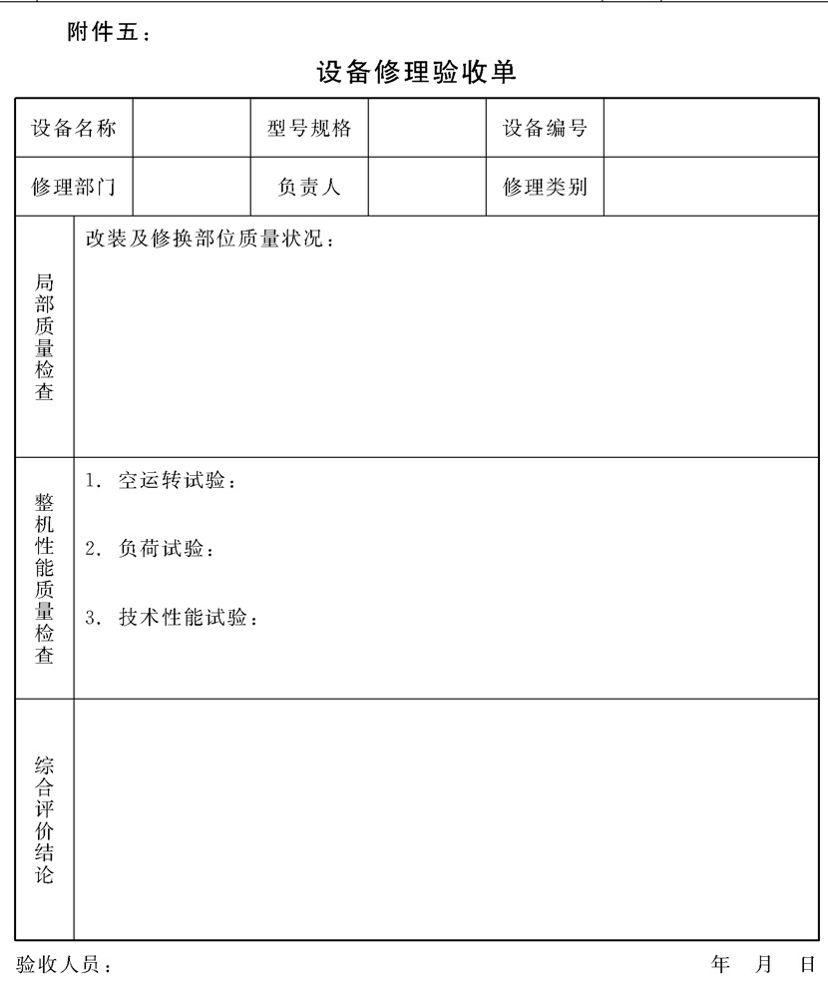 附件五：
设备修理验收单
设备名称 型号规格 设备编号
修理部门 负责人 修理类别
局部质量检查
改装及修换部位质量状况：
整机性能质量检查
1. 空运转试验：
2. 负荷试验：
3. 技术性能试验：
综合评价结论
验收人员： 年 月 日